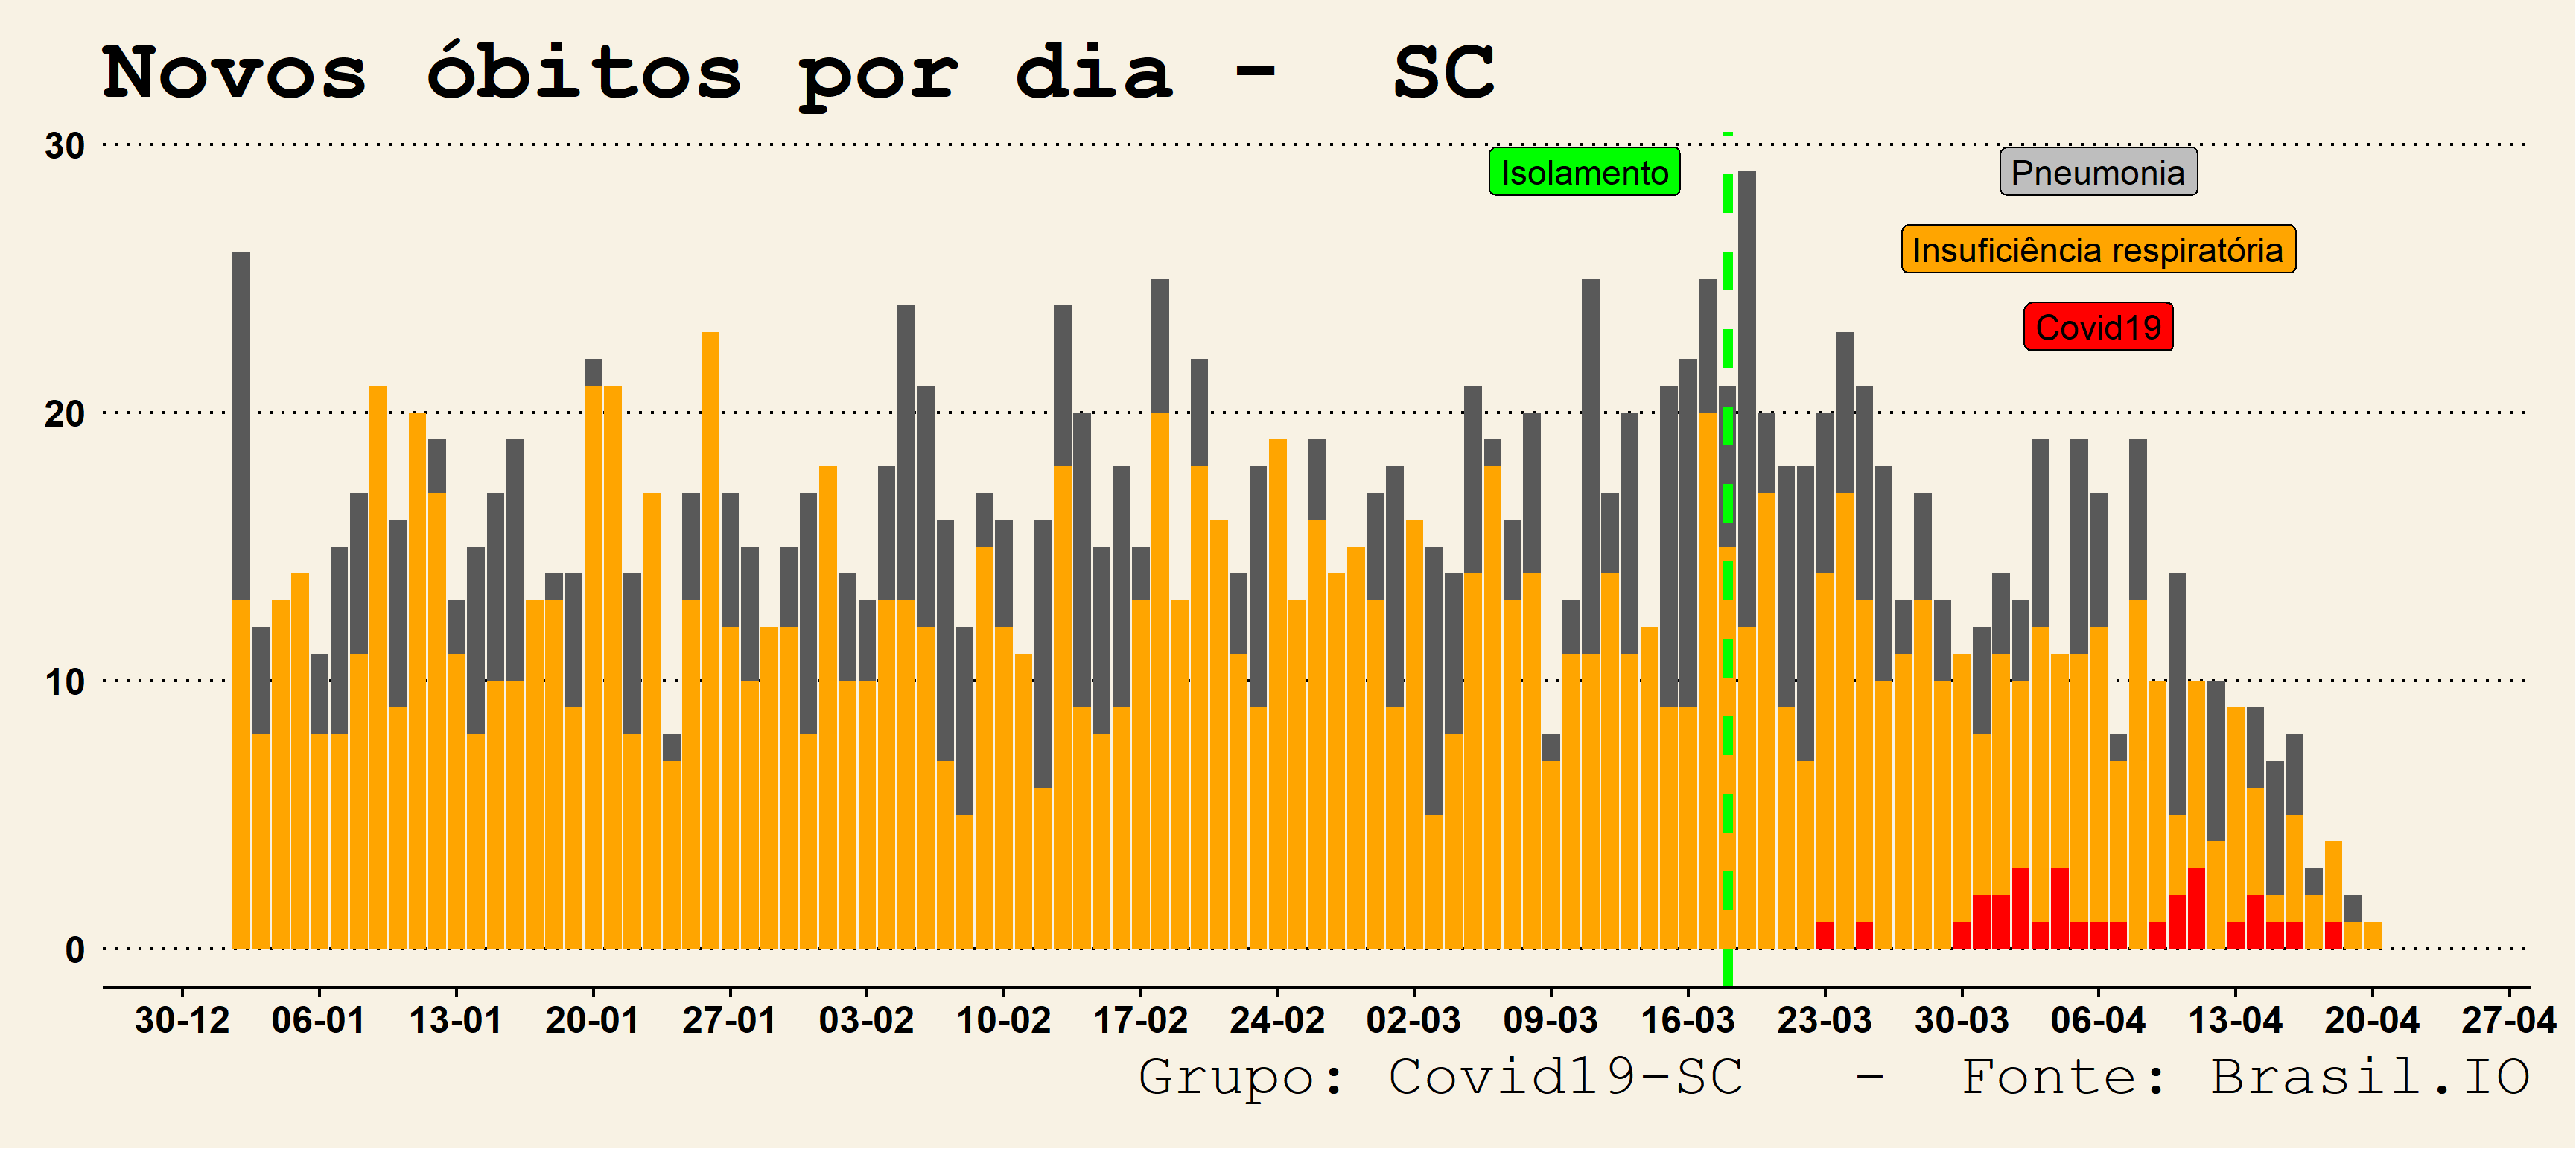 Novos óbitos por dia - SC
30
Isolamento
Pneumonia
Insuficiência respiratória
Covid19
20
10
0
30-12 06-01 13-01 20-01 27-01 03-02 10-02 17-02 24-02 02-03 09-03 16-03 23-03 30-03 06-04 13-04 20-04 27-04
Grupo: Covid19-SC - Fonte: Brasil.IO